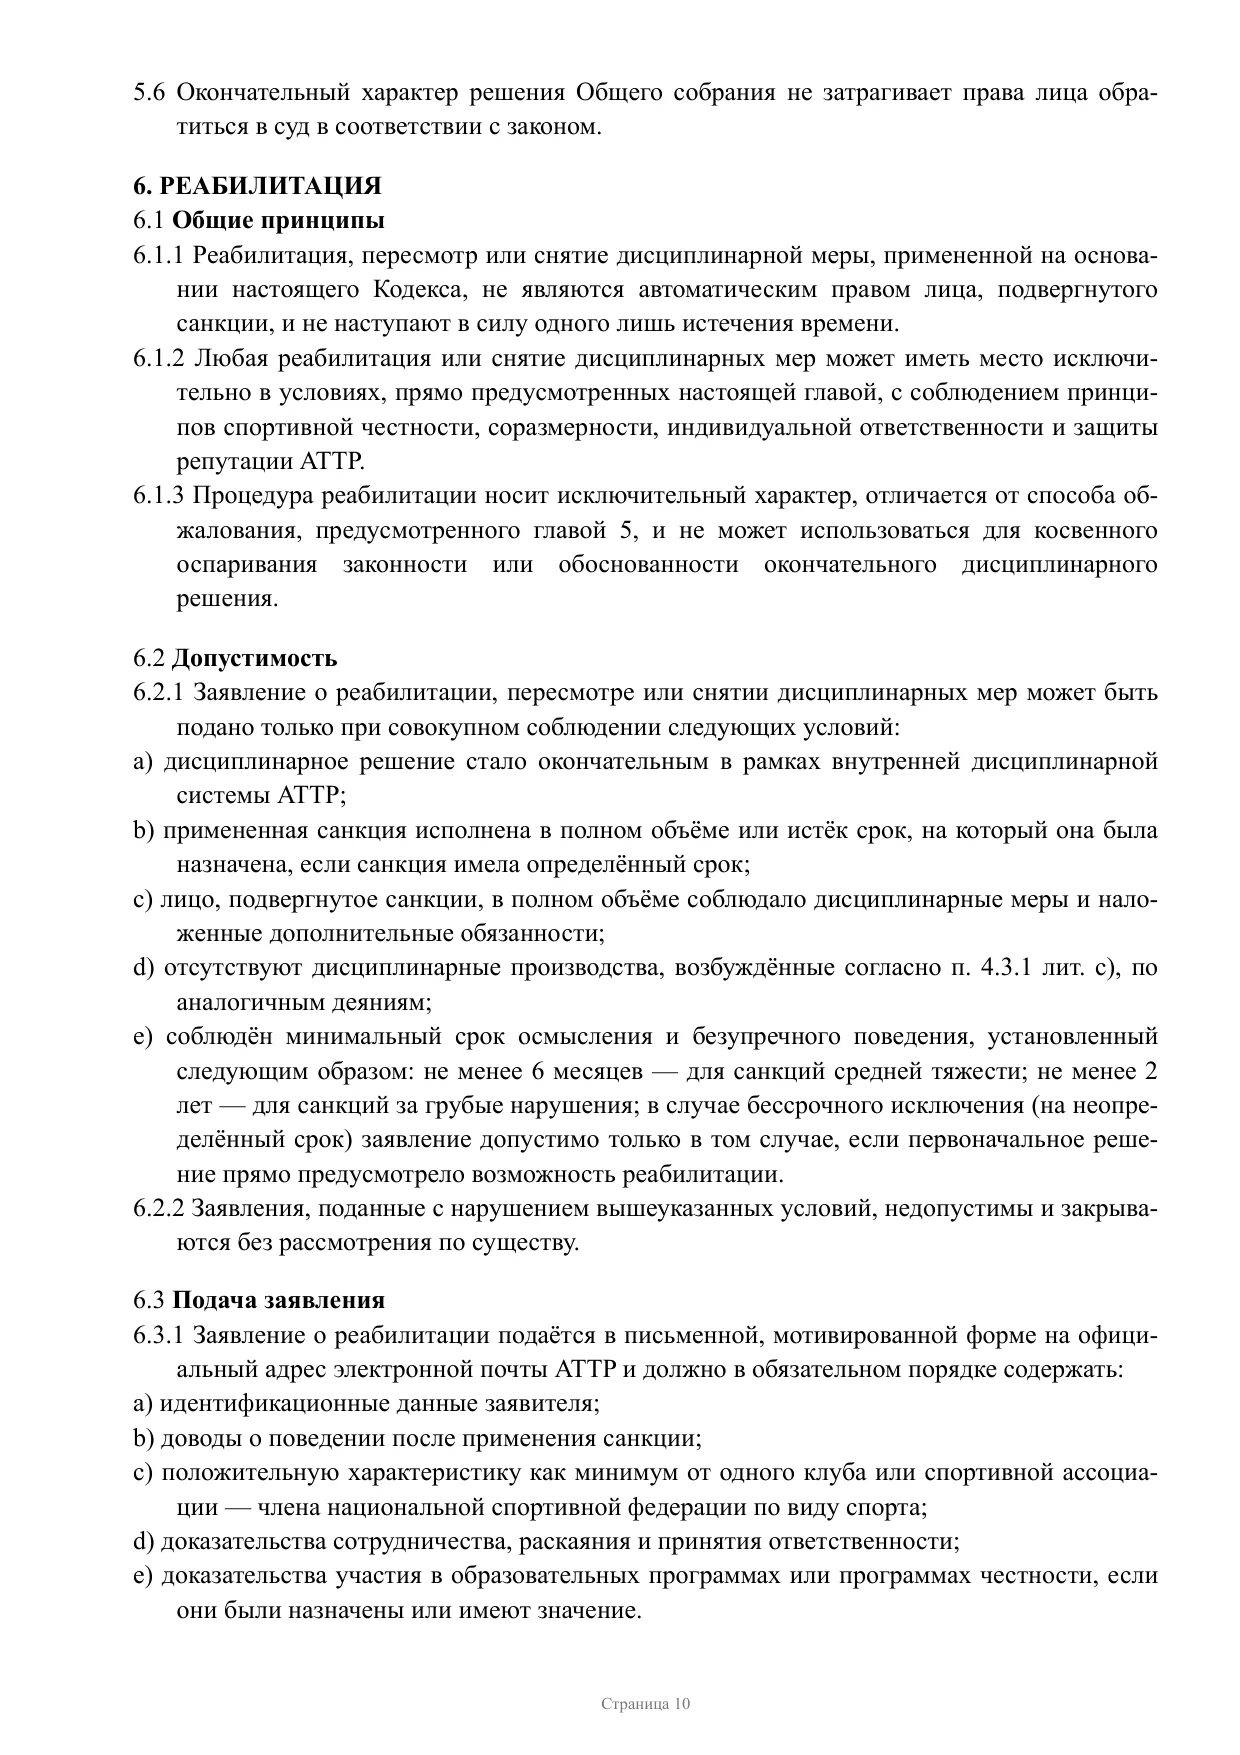 5.6 Окончательный характер решения Общего собрания не затрагивает права лица обра-
титься в суд в соответствии с законом.
6. РЕАБИЛИТАЦИЯ
6.1 Общие принципы
6.1.1 Реабилитация, пересмотр или снятие дисциплинарной меры, примененной на основа-
нии настоящего Кодекса, не являются автоматическим правом лица, подвергнутого
санкции, и не наступают в силу одного лишь истечения времени.
6.1.2 Любая реабилитация или снятие дисциплинарных мер может иметь место исключи-
тельно в условиях, прямо предусмотренных настоящей главой, с соблюдением принци-
пов спортивной честности, соразмерности, индивидуальной ответственности и защиты
репутации АТТР.
6.1.3 Процедура реабилитации носит исключительный характер, отличается от способа об-
жалования, предусмотренного главой 5, и не может использоваться для косвенного
оспаривания законности или обоснованности окончательного дисциплинарного
решения.
6.2 Допустимость
6.2.1 Заявление о реабилитации, пересмотре или снятии дисциплинарных мер может быть
подано только при совокупном соблюдении следующих условий:
a) дисциплинарное решение стало окончательным в рамках внутренней дисциплинарной
системы АТТР;
b) примененная санкция исполнена в полном объёме или истёк срок, на который она была
назначена, если санкция имела определённый срок;
c) лицо, подвергнутое санкции, в полном объёме соблюдало дисциплинарные меры и нало-
женные дополнительные обязанности;
d) отсутствуют дисциплинарные производства, возбуждённые согласно п. 4.3.1 лит. c), по
аналогичным деяниям;
e) соблюдён минимальный срок осмысления и безупречного поведения, установленный
следующим образом: не менее 6 месяцев — для санкций средней тяжести; не менее 2
лет — для санкций за грубые нарушения; в случае бессрочного исключения (на неопре-
делённый срок) заявление допустимо только в том случае, если первоначальное реше-
ние прямо предусмотрело возможность реабилитации.
6.2.2 Заявления, поданные с нарушением вышеуказанных условий, недопустимы и закрыва-
ются без рассмотрения по существу.
6.3 Подача заявления
6.3.1 Заявление о реабилитации подаётся в письменной, мотивированной форме на офици-
альный адрес электронной почты АТТР и должно в обязательном порядке содержать:
a) идентификационные данные заявителя;
b) доводы о поведении после применения санкции;
c) положительную характеристику как минимум от одного клуба или спортивной ассоциа-
ции — члена национальной спортивной федерации по виду спорта;
d) доказательства сотрудничества, раскаяния и принятия ответственности;
e) доказательства участия в образовательных программах или программах честности, если
они были назначены или имеют значение.
Страница 10